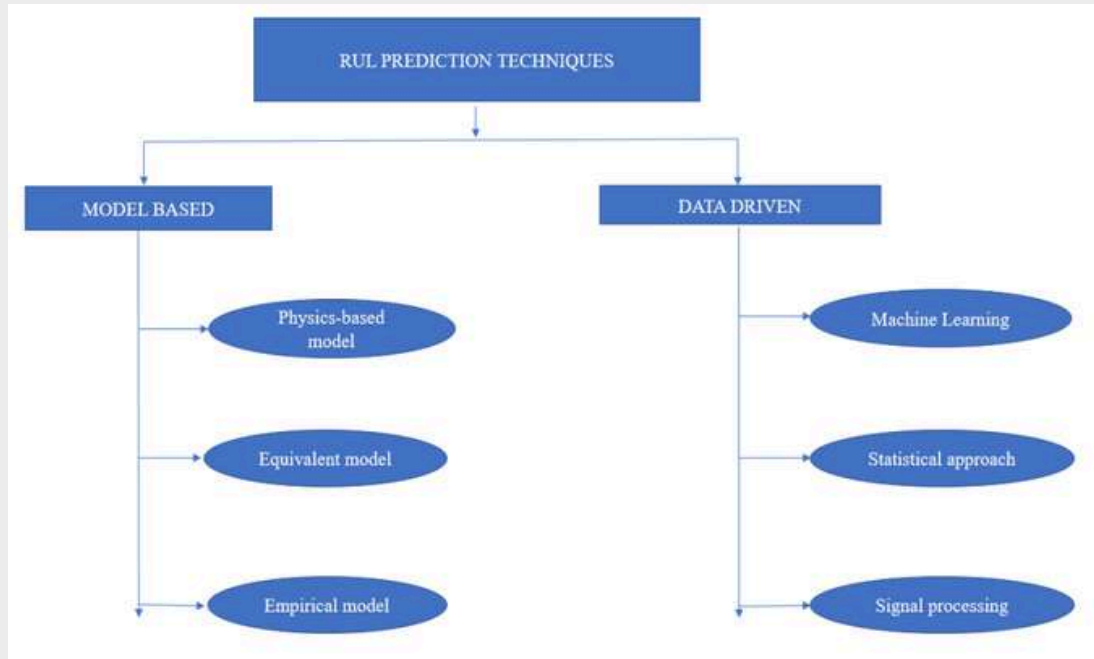 RUL PREDICTION TECHNIQUES
MODEL BASED
DATA DRIVEN
Physics-based
model
Machine Learning
Equivalent model
Statistical approach
Empirical model
Signal processing